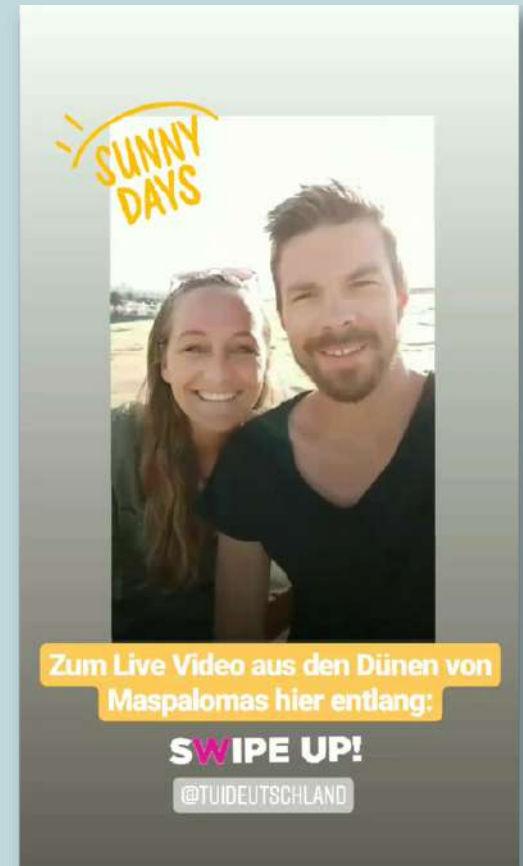 SUNNY
DAYS
Zum Live Video aus den Dünen von
Maspalomas hier entlang:
SWIPE UP!
@TUIDEUTSCHLAND